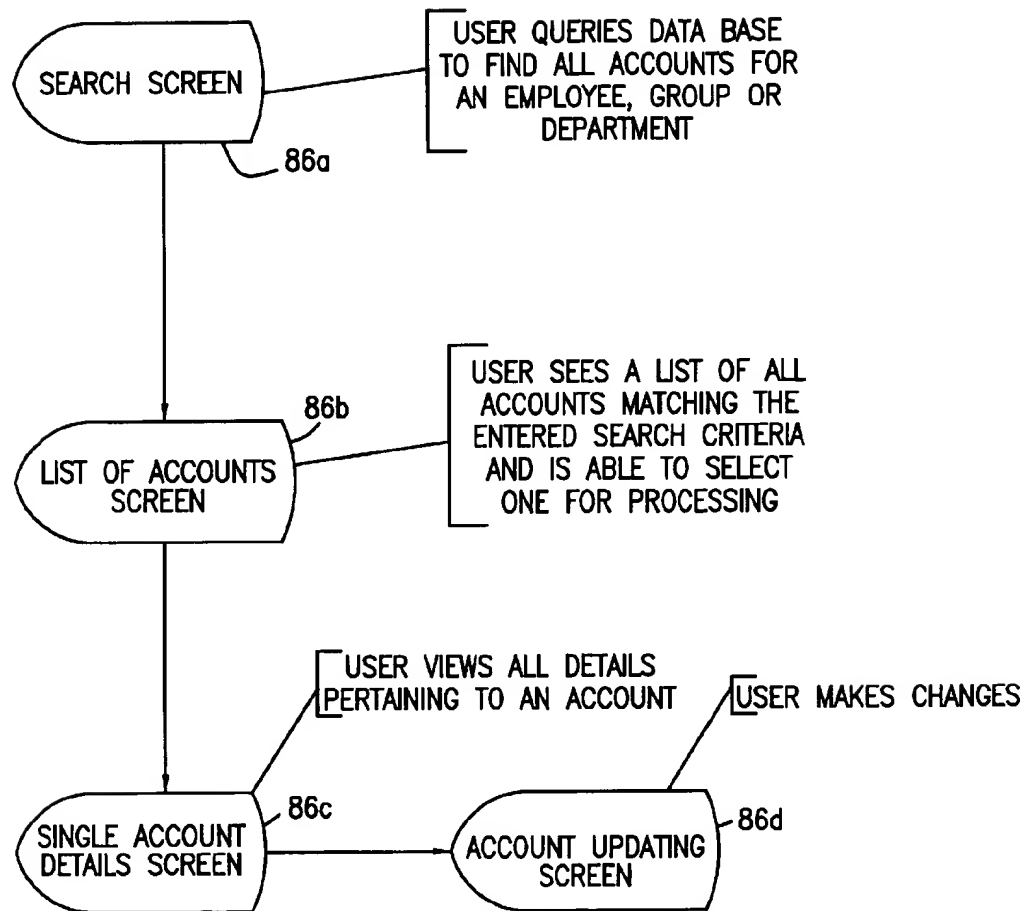 SEARCH SCREEN
USER QUERIES DATA BASE
TO FIND ALL ACCOUNTS FOR
AN EMPLOYEE, GROUP OR
DEPARTMENT
86a
86b
LIST OF ACCOUNTS
SCREEN
USER SEES A LIST OF ALL
ACCOUNTS MATCHING THE
ENTERED SEARCH CRITERIA
AND IS ABLE TO SELECT
ONE FOR PROCESSING
USER VIEWS ALL DETAILS
PERTAINING TO AN ACCOUNT
USER MAKES CHANGES
86c
SINGLE ACCOUNT
DETAILS SCREEN
86d
ACCOUNT UPDATING
SCREEN